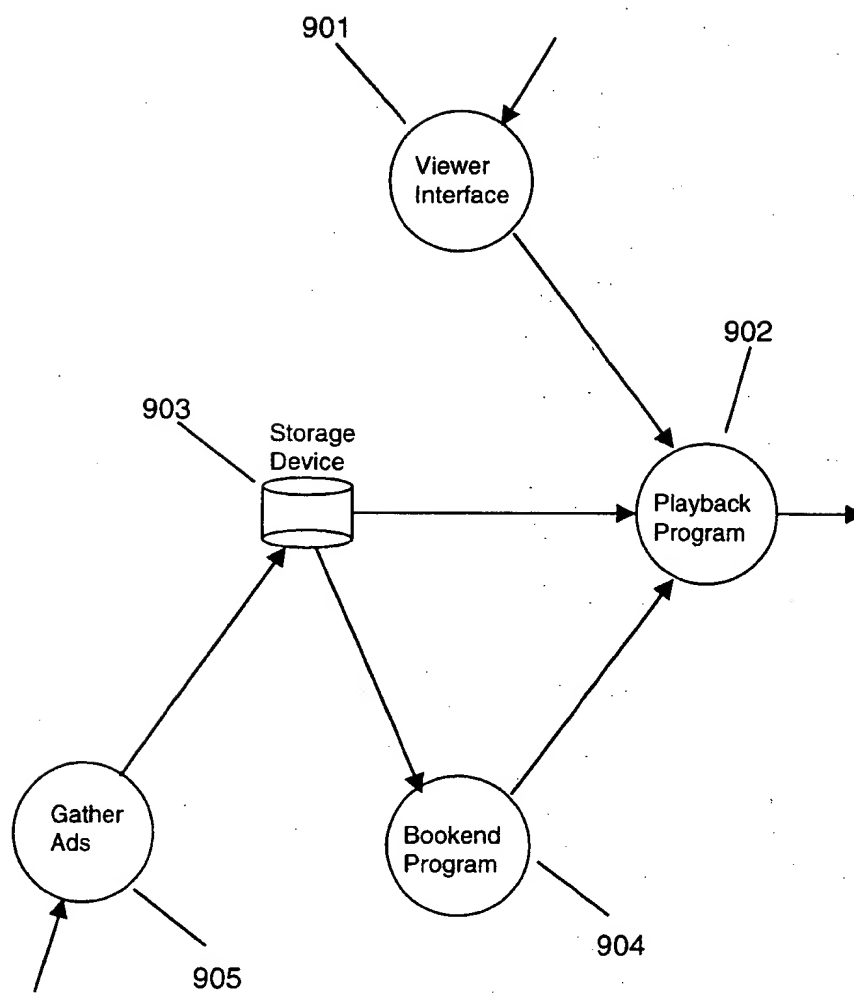 901
Viewer
Interface
902
903
Storage
Device
Playback
Program
Gather
Ads
Bookend
Program
904
905